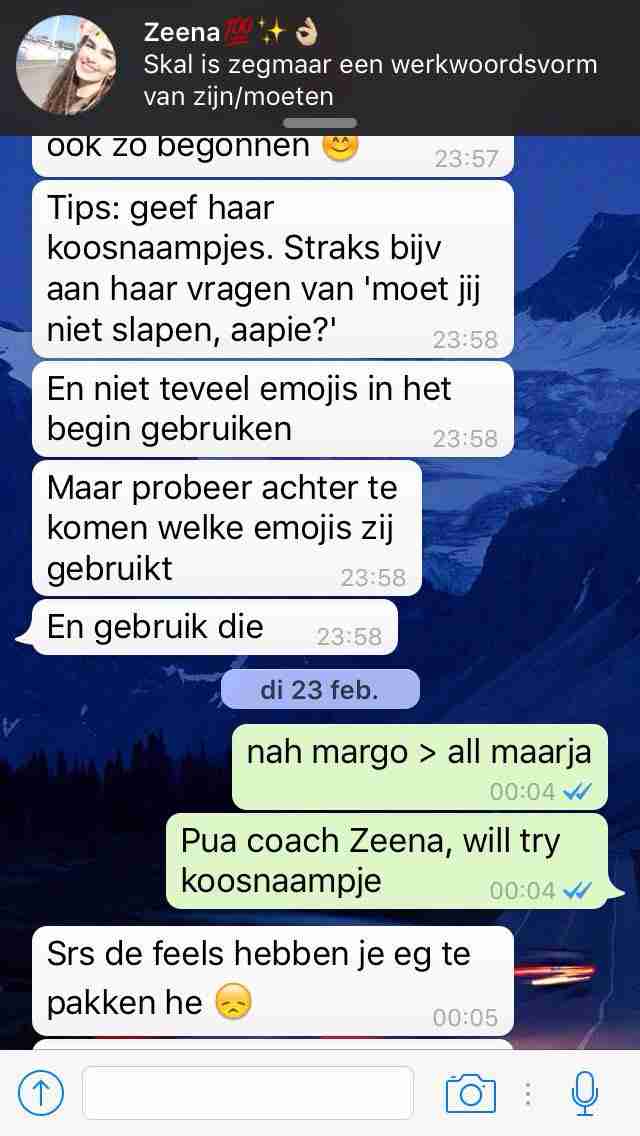 Zeena💯✨👌🏼
Skal is zegmaar een werkwoordsvorm
van zijn/moeten
ook zo begonnen 😊
23:57
Tips: geef haar
koosnaampjes. Straks bijv
aan haar vragen van 'moet jij
niet slapen, aapie?'
23:58
En niet teveel emojis in het
begin gebruiken
23:58
Maar probeer achter te
komen welke emojis zij
gebruikt
23:58
En gebruik die
23:58
di 23 feb.
nah margo > all maarja
00:04
Pua coach Zeena, will try
koosnaampje
00:04
Srs de feels hebben je eg te
pakken he 😞
00:05